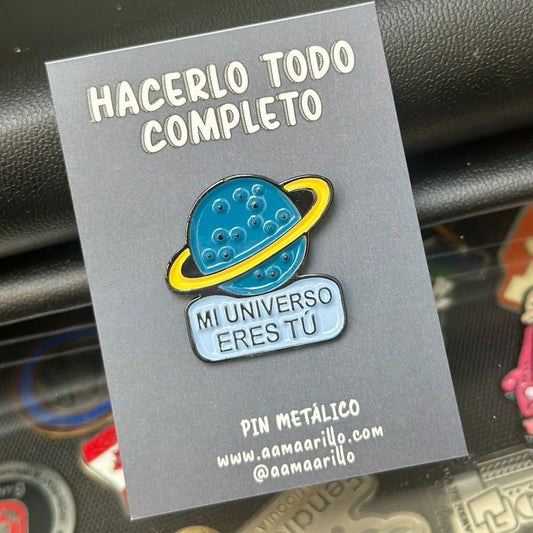 HACERLO TODO
COMPLETO
MI UNIVERSO
ERES TÚ
PIN METÁLICO
www.aamaarillo.com
@aamaarillo